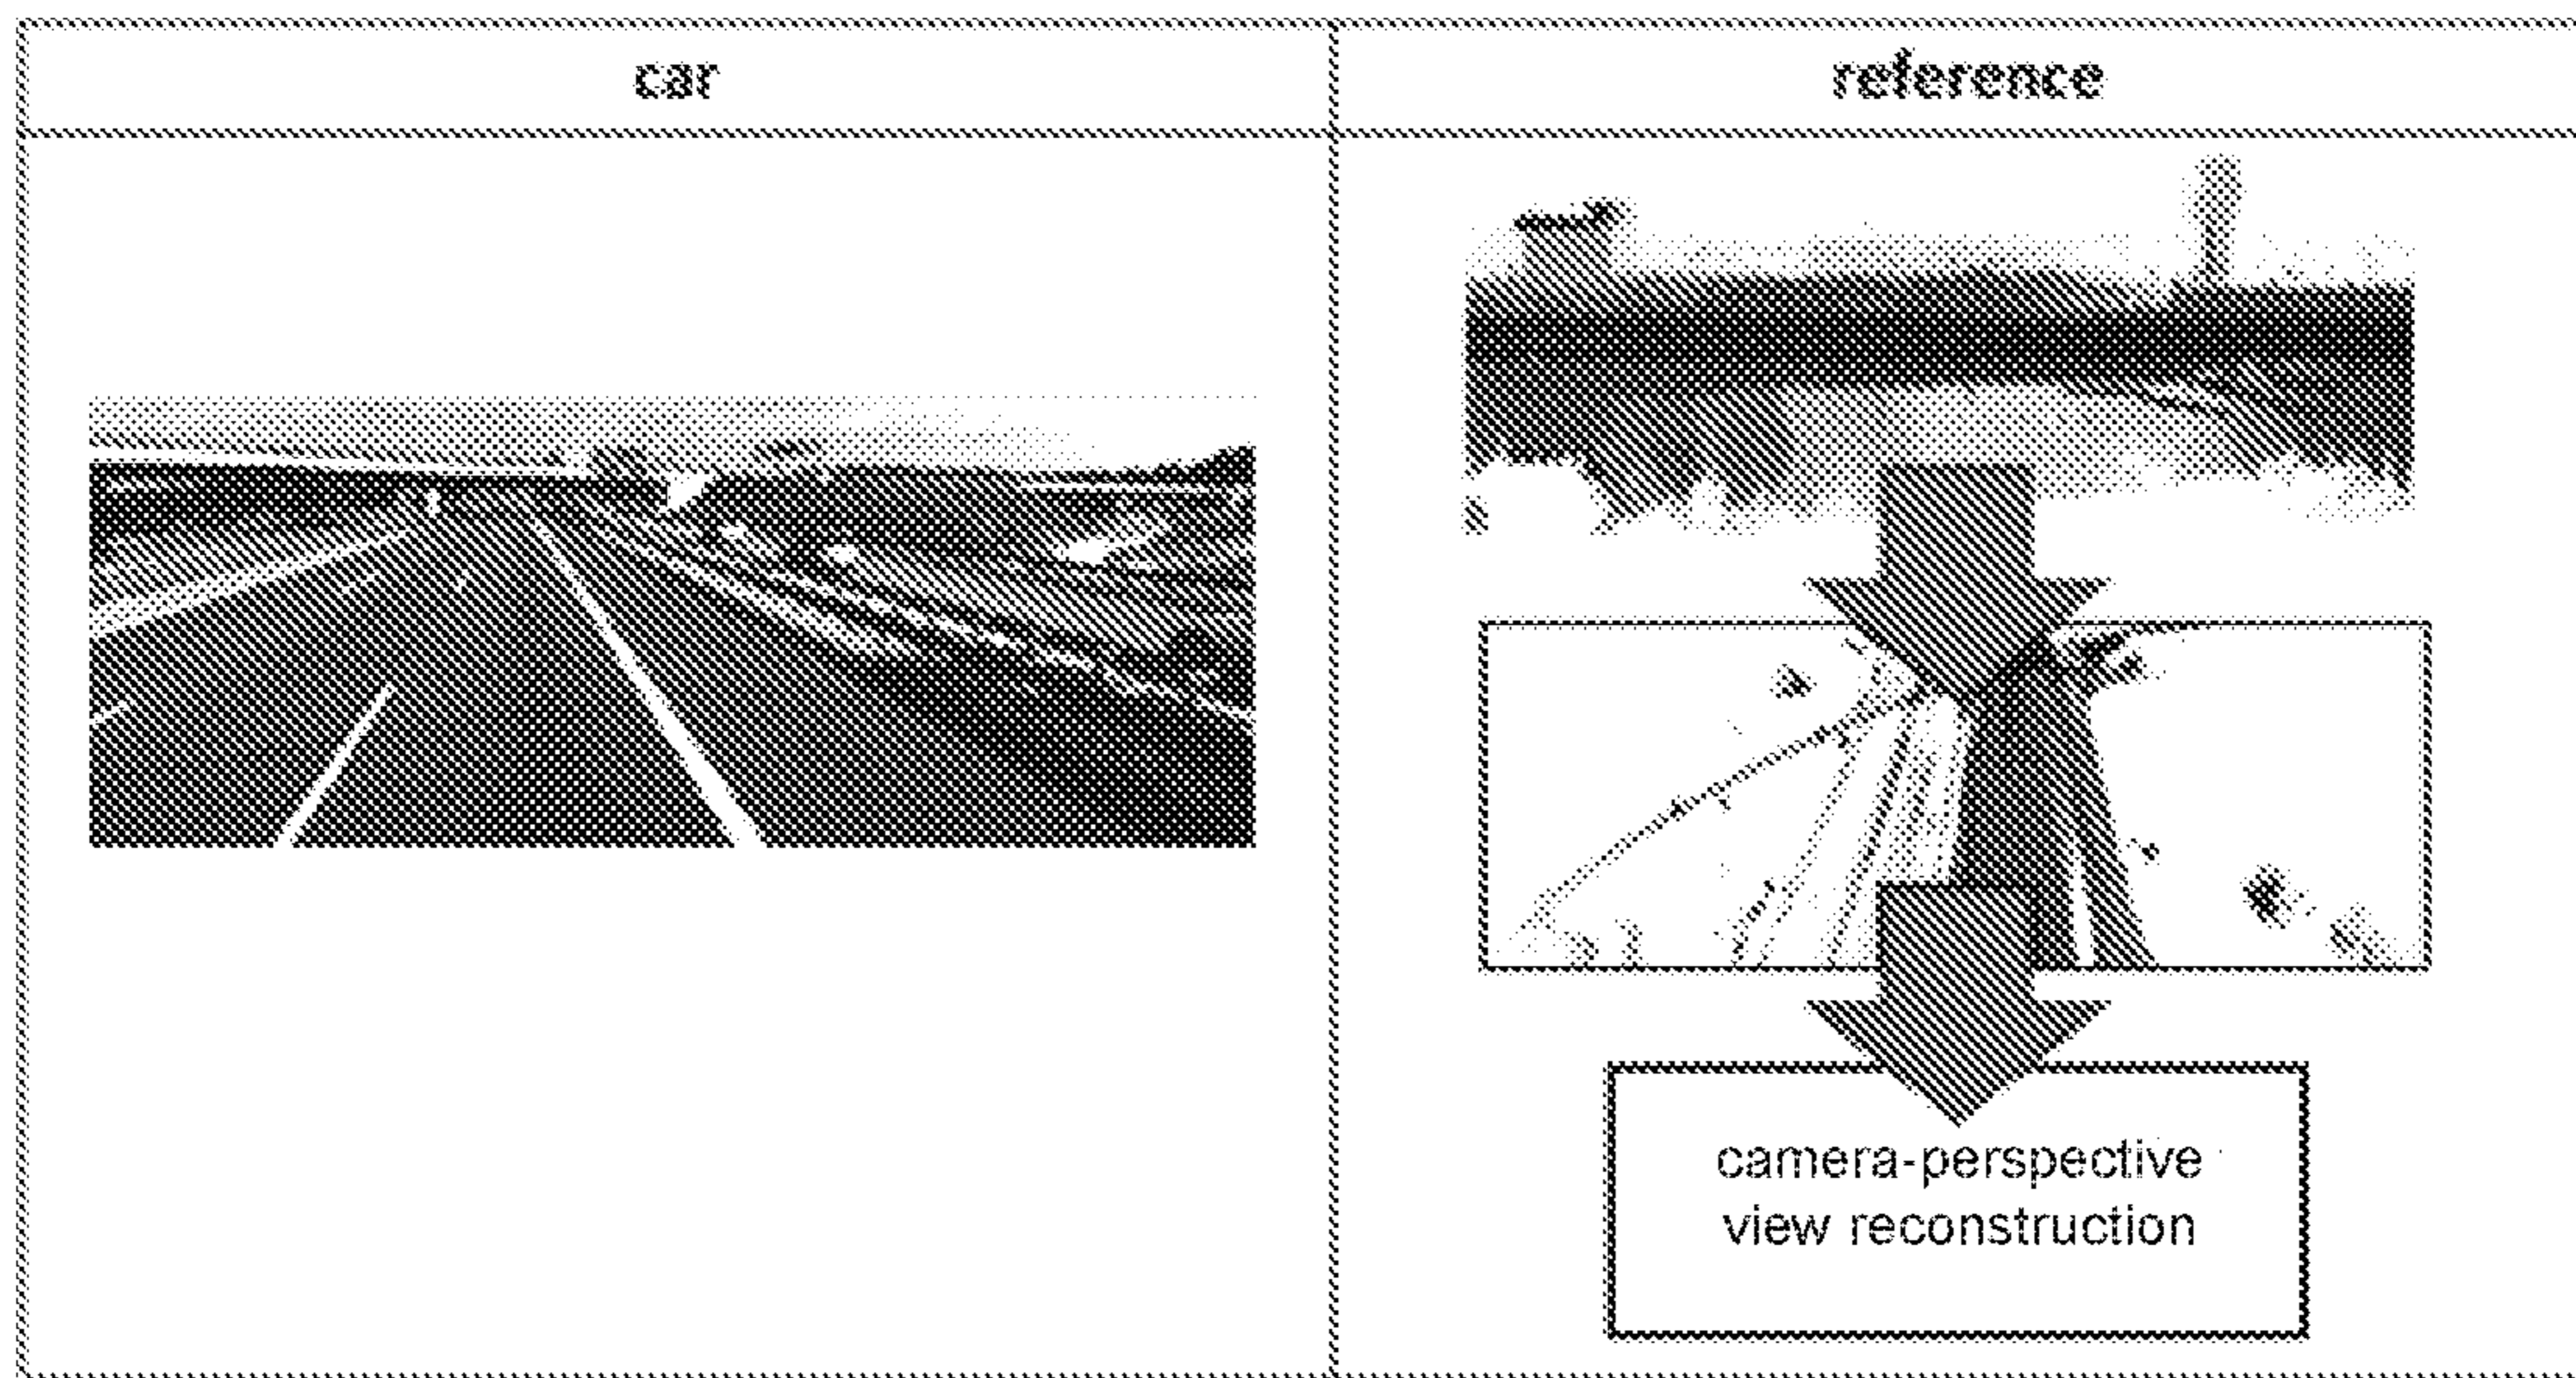 car
reference
camera-perspective
view reconstruction